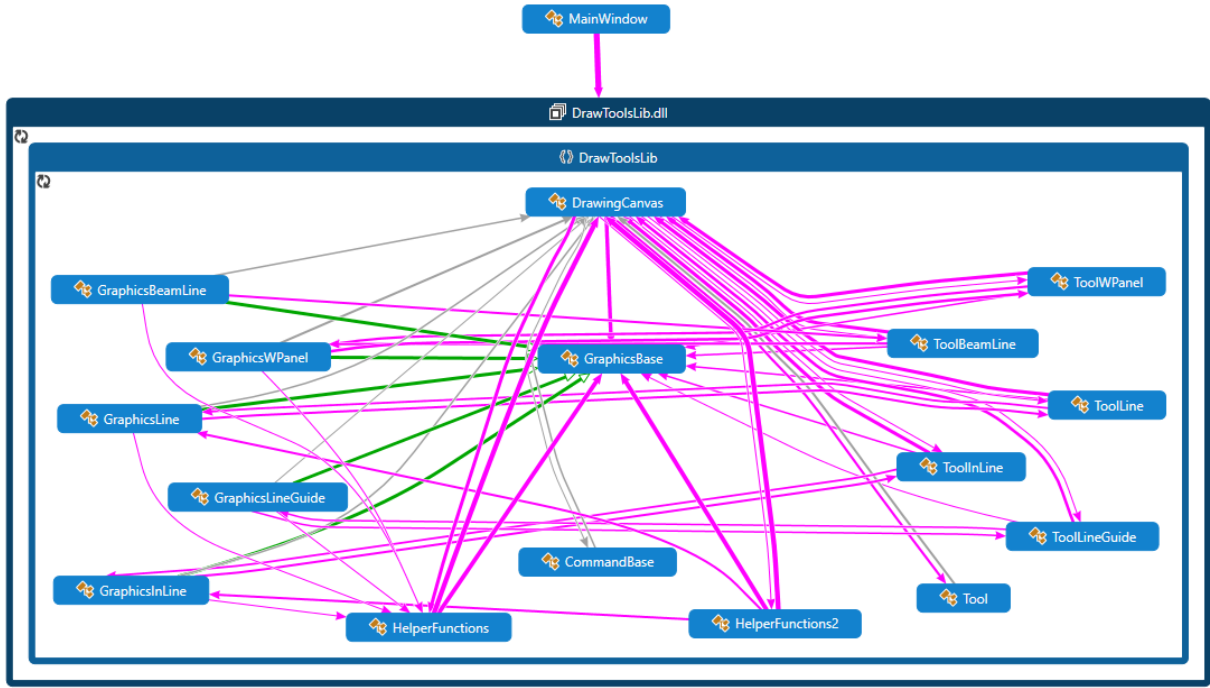 MainWindow
DrawToolsLib.dll
DrawToolsLib
DrawingCanvas
GraphicsBeamLine
ToolWPanel
GraphicsWPanel
GraphicsBase
ToolBeamLine
GraphicsLine
ToolLine
ToolInLine
GraphicsLineGuide
ToolLineGuide
CommandBase
GraphicsInLine
Tool
HelperFunctions
HelperFunctions2